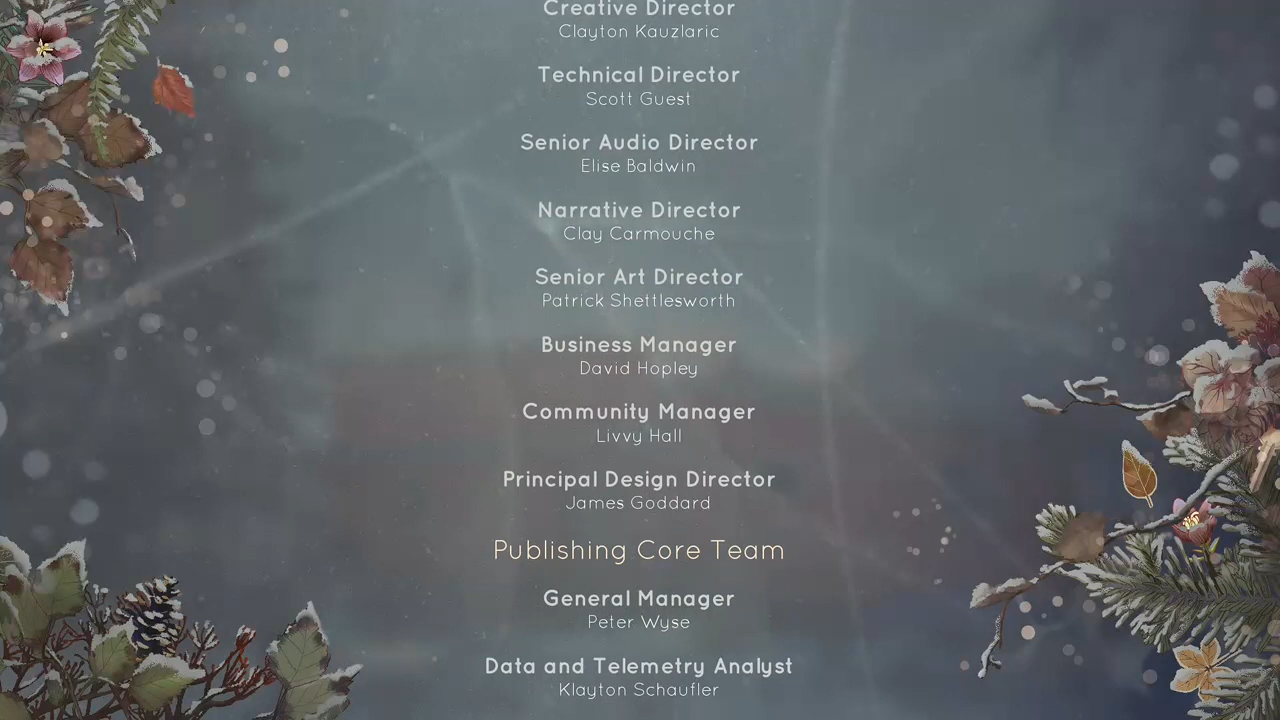 Creative Director
Clayton Kauzlaric
Technical Director
Scott Guest
Senior Audio Director
Elise Baldwin
Narrative Director
Clay Carmouche
Senior Art Director
Patrick Shettlesworth
Business Manager
David Hopley
Community Manager
Livvy Hall
Principal Design Director
James Goddard
Publishing Core Team
General Manager
Peter Wyse
Data and Telemetry Analyst
Klayton Schaufler